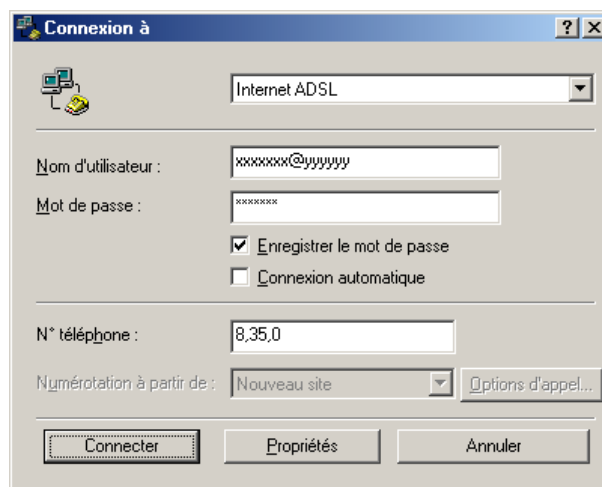 Connexion à
Internet ADSL
Nom d'utilisateur : xxxxxxx@yyyyyy
Mot de passe : xxxxxxx
Enregistrer le mot de passe
Connexion automatique
N° téléphone : 8,35,0
Numérotation à partir de : Nouveau site Options d'appel...
Connecter Propriétés Annuler